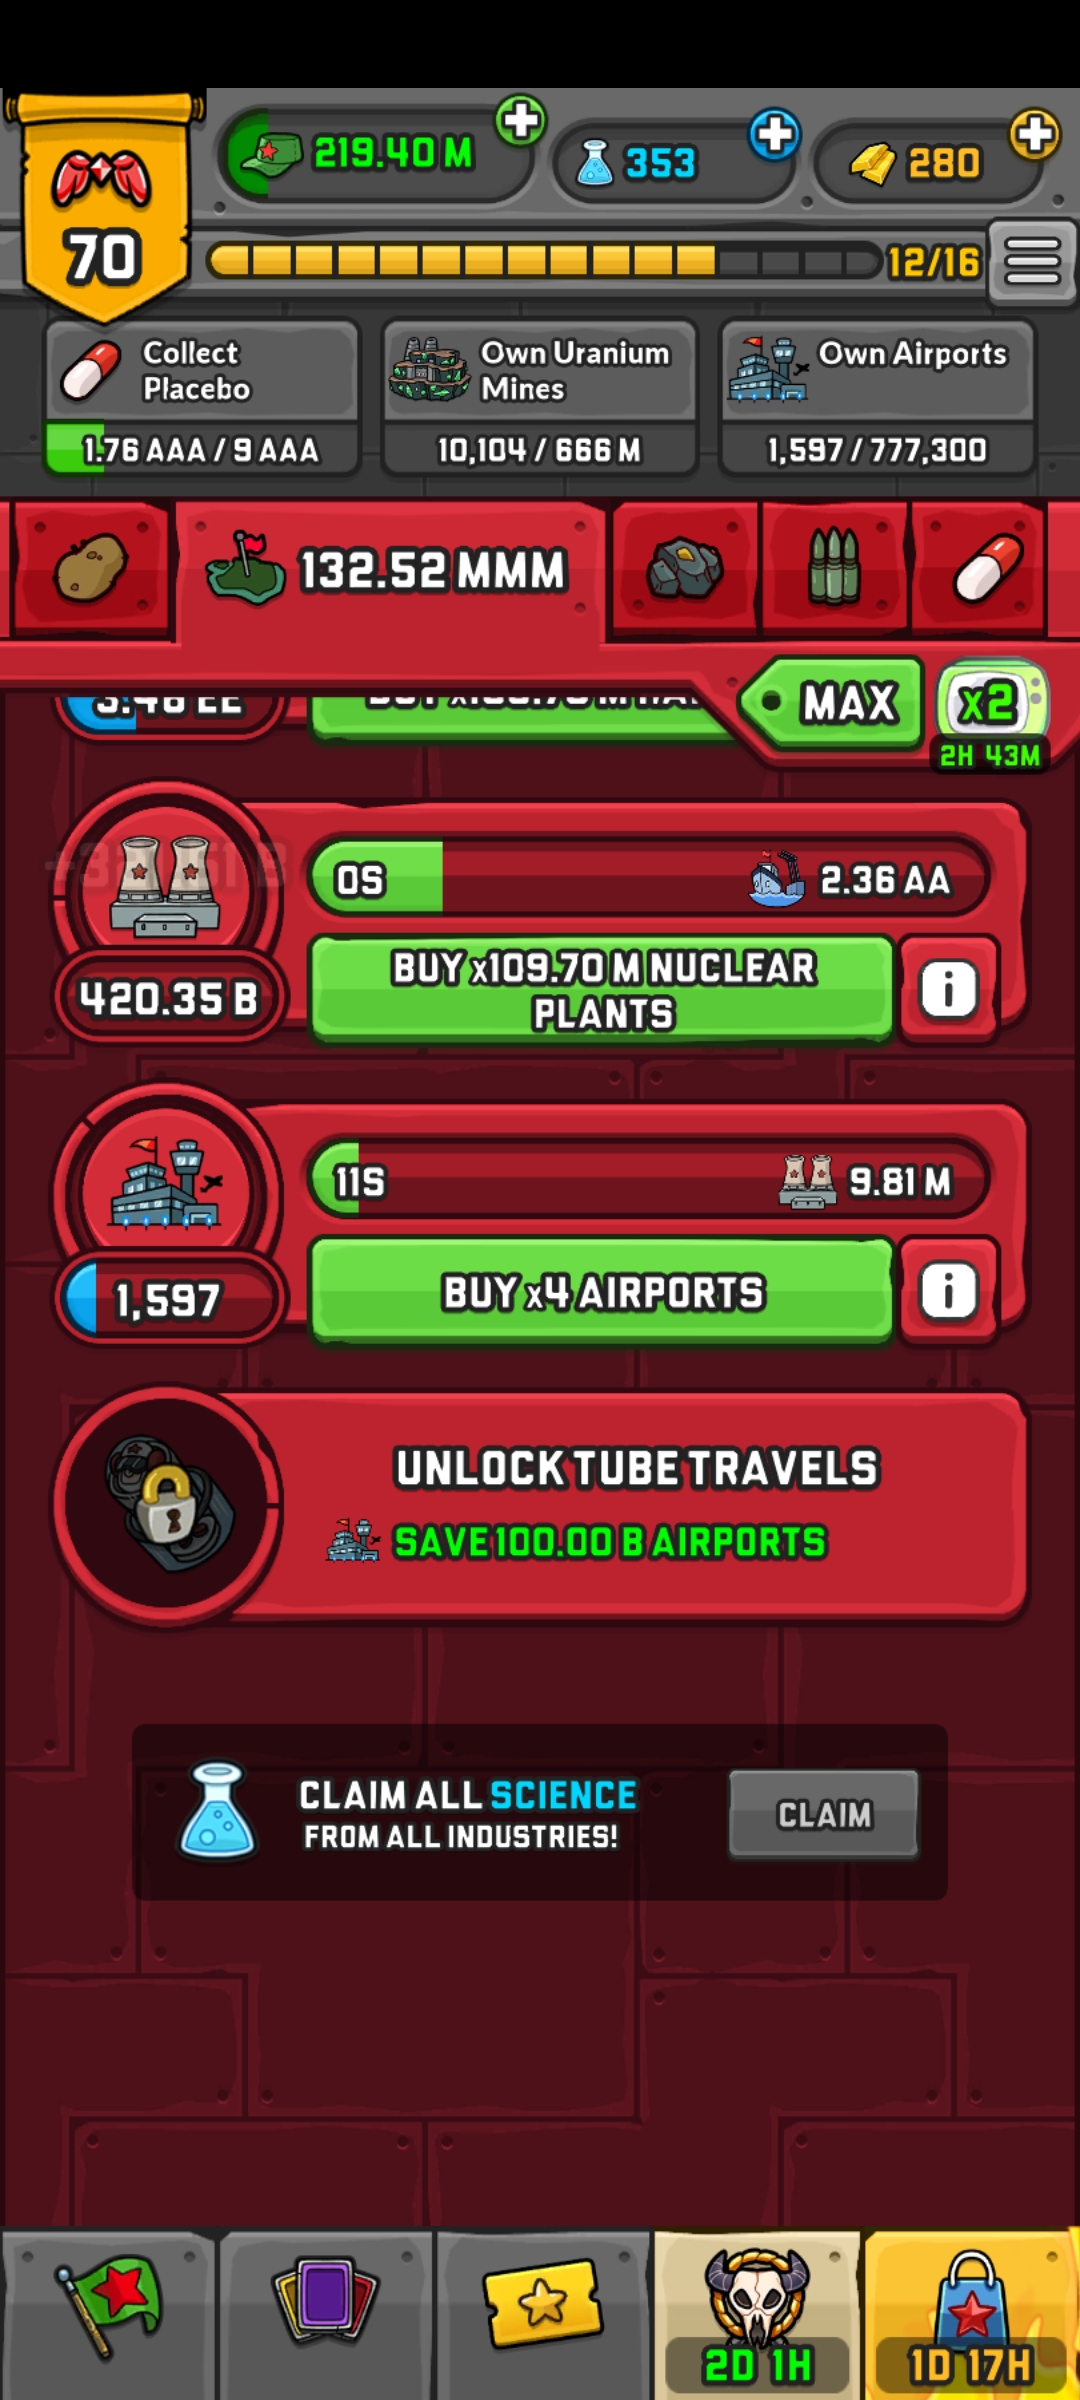 219.40 M
353
280
70
12/16
Collect
Placebo
Own Uranium
Mines
Own Airports
1.76 AAA / 9 AAA
10,104 / 666 M
1,597 / 777,300
132.52 MMM
MAX
x2
2H 43M
0S
2.36 AA
420.35 B
BUY x109.70 M NUCLEAR
PLANTS
11S
9.81 M
1,597
BUY x4 AIRPORTS
UNLOCK TUBE TRAVELS
SAVE 100.00 B AIRPORTS
CLAIM ALL SCIENCE
FROM ALL INDUSTRIES!
CLAIM
2D 1H
1D 17H